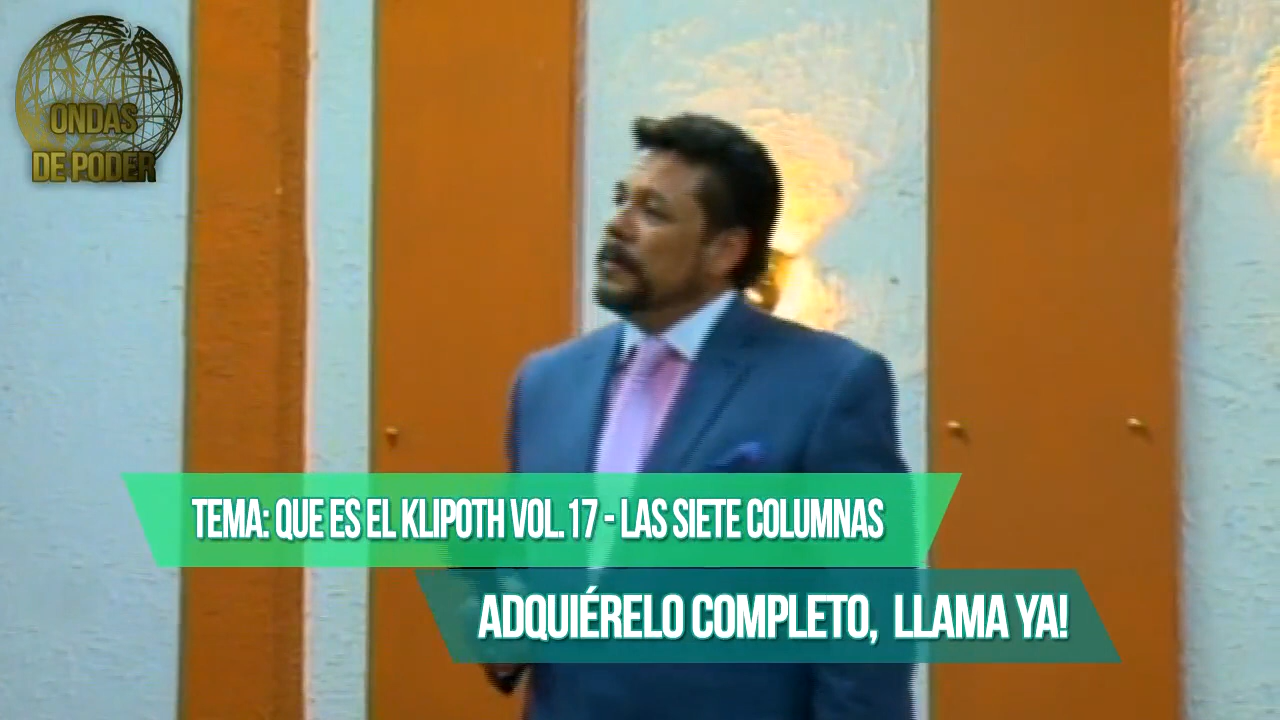 ONDAS
DE PODER
TEMA: QUE ES EL KLIPOTH VOL. 17 - LAS SIETE COLUMNAS
ADQUIÉRELO COMPLETO, LLAMA YA!